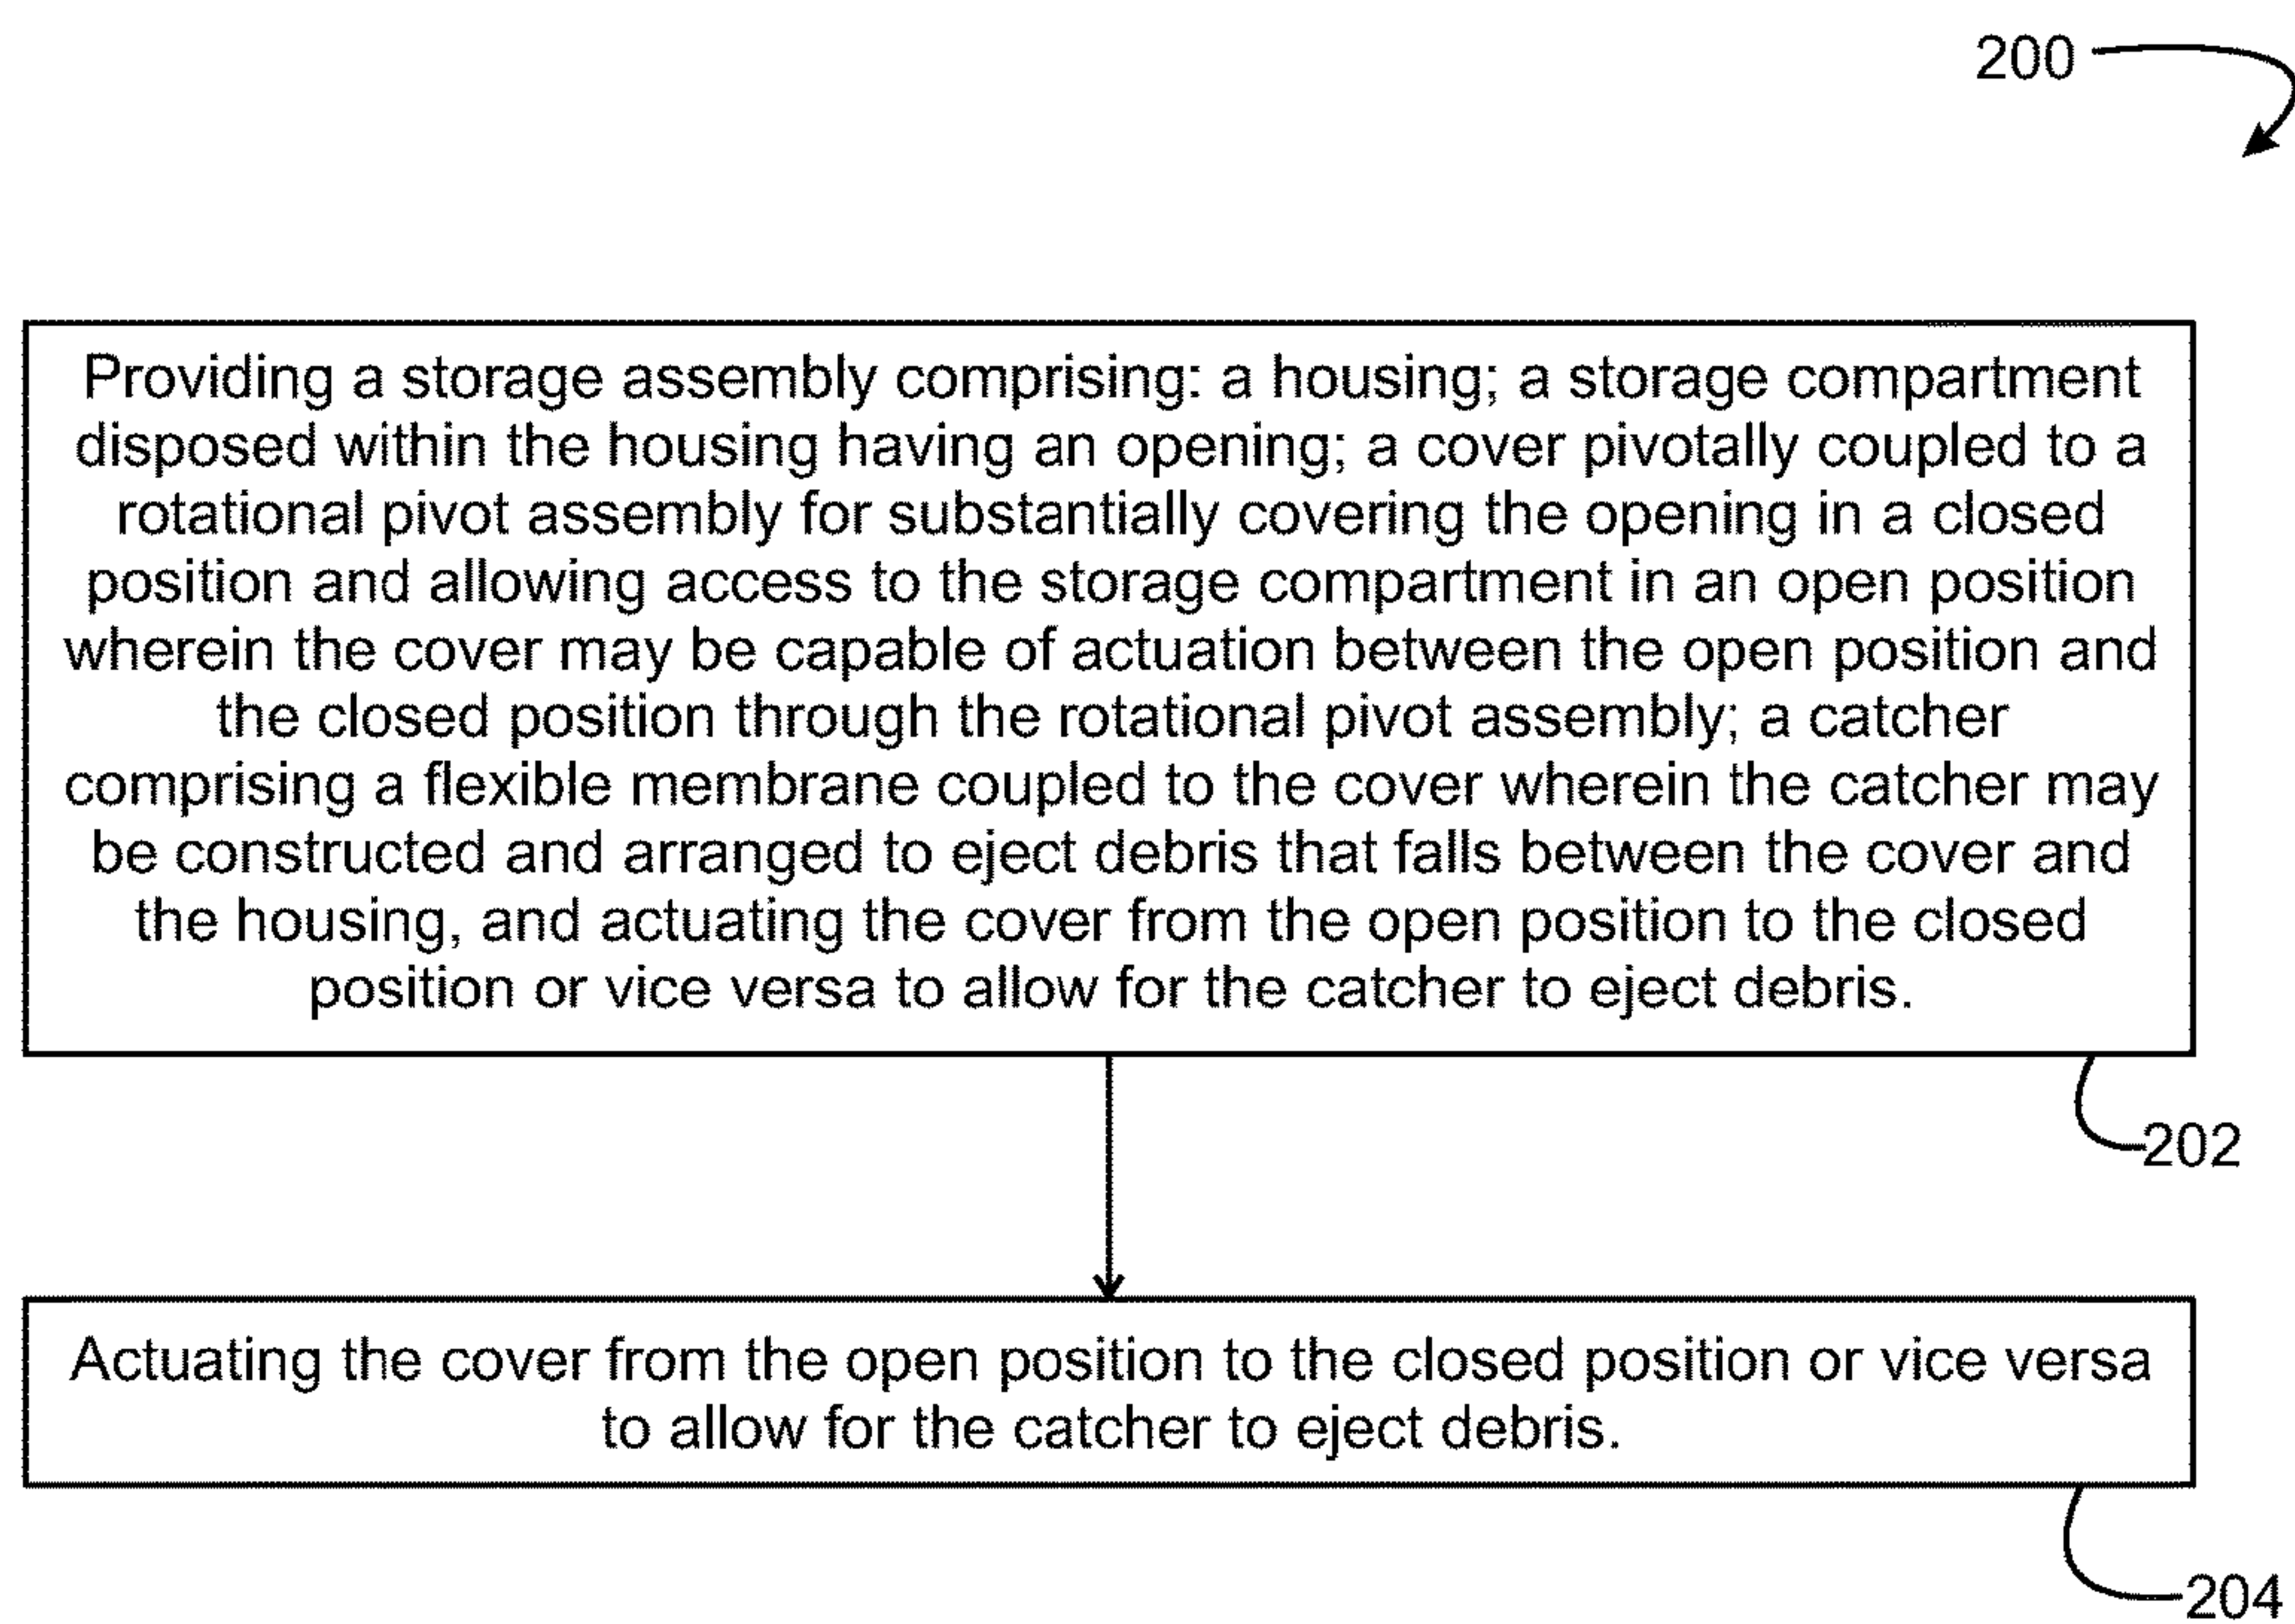 200
Providing a storage assembly comprising: a housing; a storage compartment
disposed within the housing having an opening; a cover pivotally coupled to a
rotational pivot assembly for substantially covering the opening in a closed
position and allowing access to the storage compartment in an open position
wherein the cover may be capable of actuation between the open position and
the closed position through the rotational pivot assembly; a catcher
comprising a flexible membrane coupled to the cover wherein the catcher may
be constructed and arranged to eject debris that falls between the cover and
the housing, and actuating the cover from the open position to the closed
position or vice versa to allow for the catcher to eject debris.
202
Actuating the cover from the open position to the closed position or vice versa
to allow for the catcher to eject debris.
204